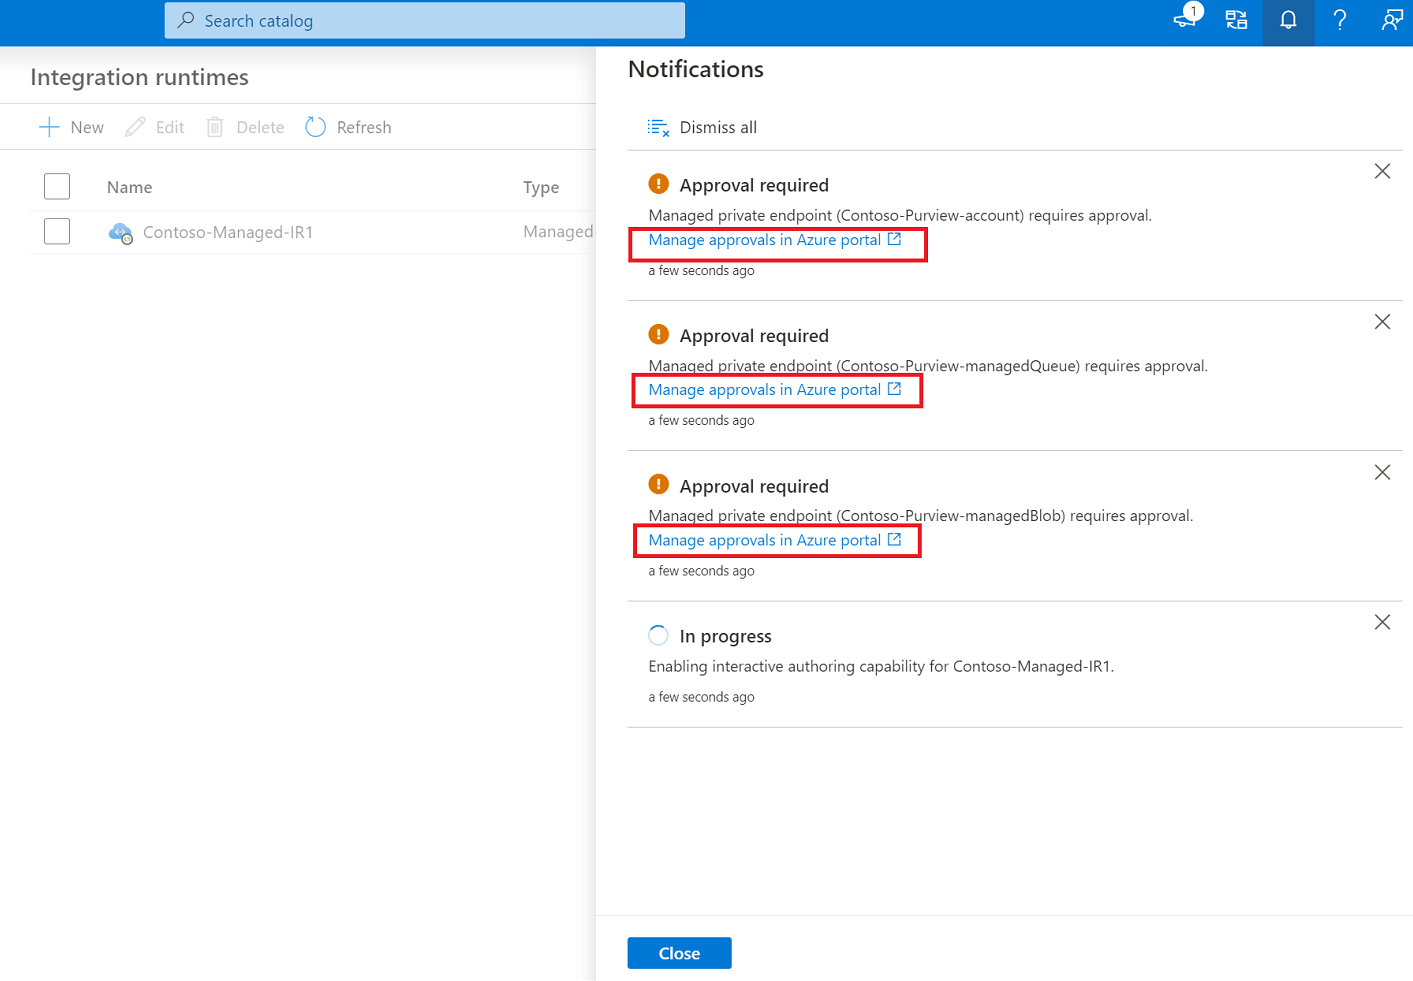 Search catalog
1
?
Integration runtimes
New Edit Delete Refresh
Name Type
Contoso-Managed-IR1 Managed
Notifications
Dismiss all
Approval required
Managed private endpoint (Contoso-Purview-account) requires approval.
Manage approvals in Azure portal
a few seconds ago
Approval required
Managed private endpoint (Contoso-Purview-managedQueue) requires approval.
Manage approvals in Azure portal
a few seconds ago
Approval required
Managed private endpoint (Contoso-Purview-managedBlob) requires approval.
Manage approvals in Azure portal
a few seconds ago
In progress
Enabling interactive authoring capability for Contoso-Managed-IR1.
a few seconds ago
Close